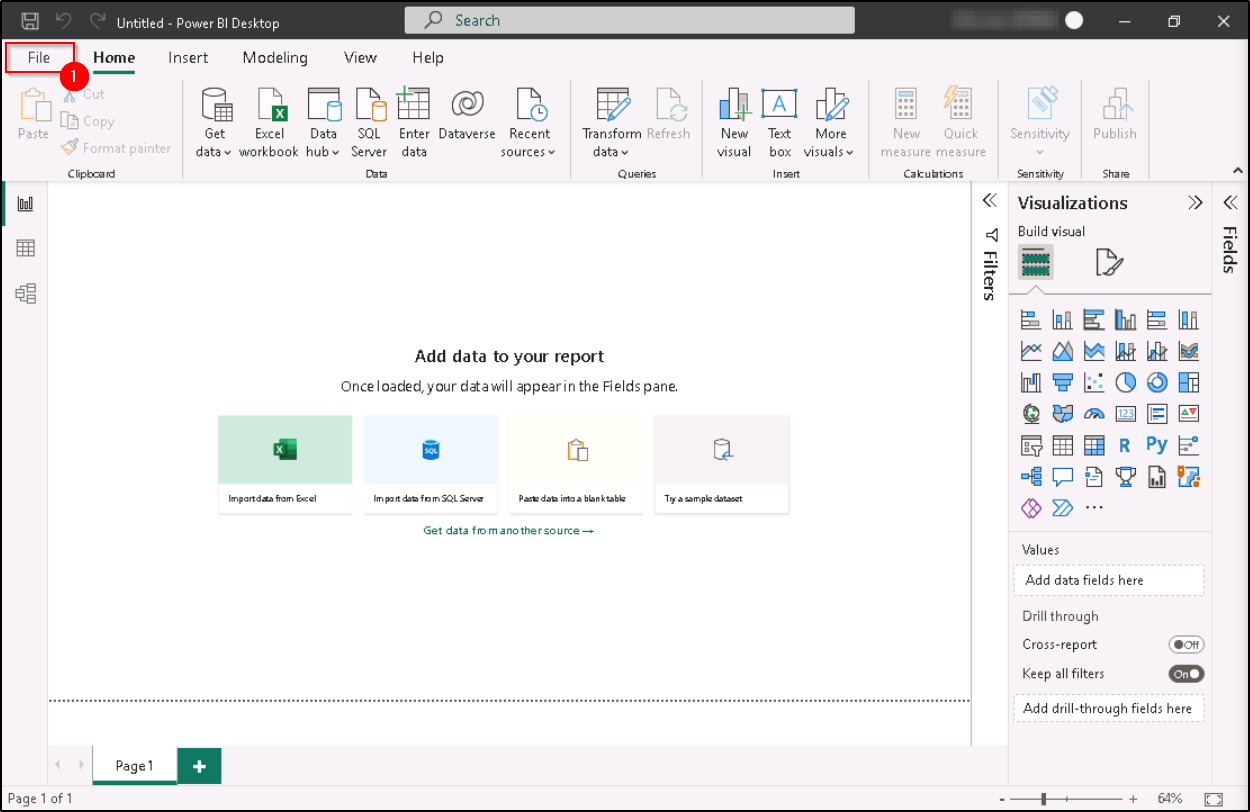 Untitled - Power BI Desktop
Search
File
Home
Insert
Modeling
View
Help
1
Paste
Cut
Copy
Format painter
Clipboard
Get
data
Excel
workbook
Data
hub
SQL
Server
Enter
data
Dataverse
Recent
sources
Data
Transform
data
Refresh
Queries
New
visual
Text
box
More
visuals
Insert
New
measure
Quick
measure
Calculations
Sensitivity
Sensitivity
Publish
Share
Filters
Visualizations
Build visual
Fields
123
R
Py
Add data to your report
Once loaded, your data will appear in the Fields pane.
SQL
Import data from Excel
Import data from SQL Server
Paste data into a blank table
Try a sample dataset
Get data from another source →
Values
Add data fields here
Drill through
Cross-report
Off
Keep all filters
On
Add drill-through fields here
Page 1
+
Page 1 of 1
- +
64%